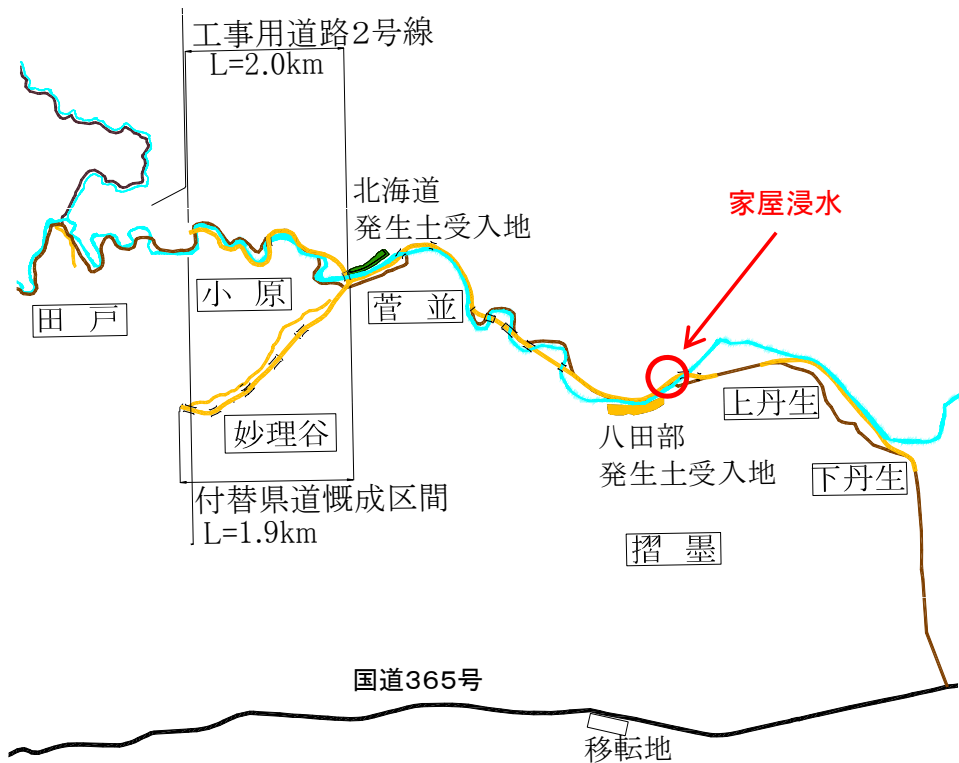 工事用道路2号線
L=2.0km
北海道
発生土受入地
家屋浸水
小 原
菅 並
田 戸
妙理谷
上丹生
八田部
発生土受入地
下丹生
付替県道慨成区間
L=1.9km
摺 墨
国道365号
移転地